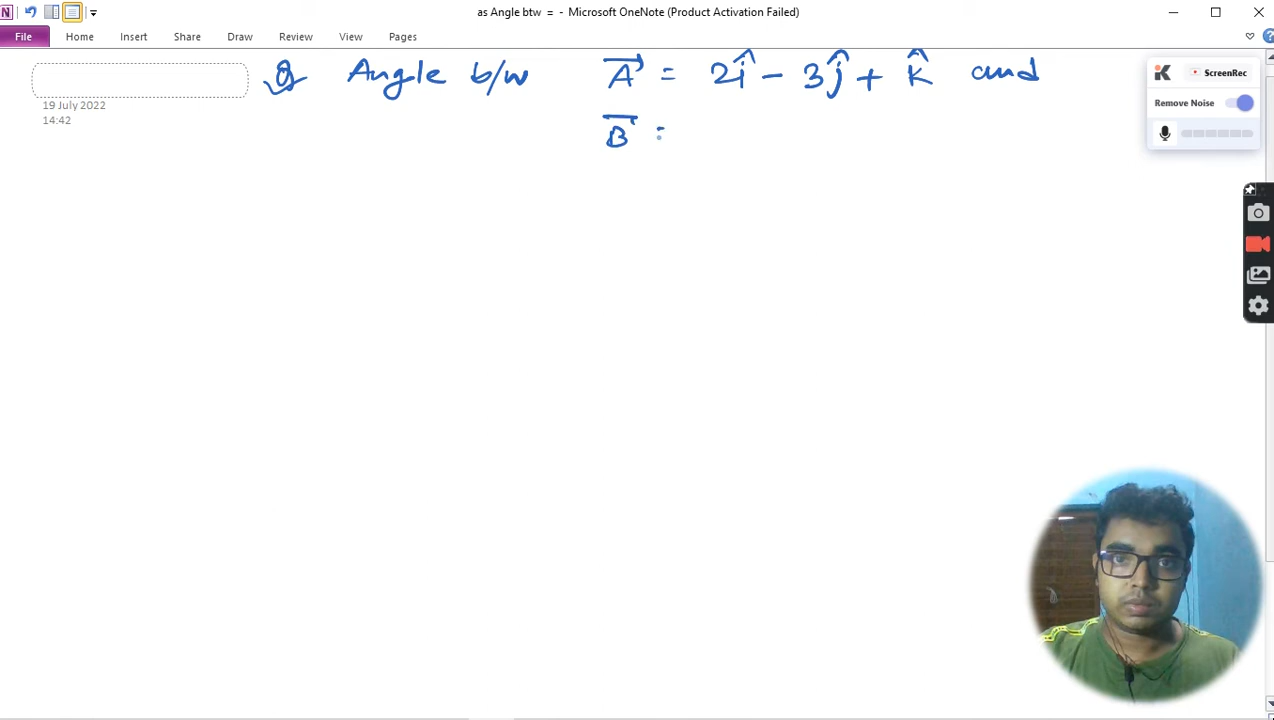 as Angle btw = - Microsoft OneNote (Product Activation Failed)
File Home Insert Share Draw Review View Pages
Q Angle b/w A⃗ = 2î - 3ĵ + k̂ and
B⃗ =
19 July 2022
14:42
ScreenRec
Remove Noise